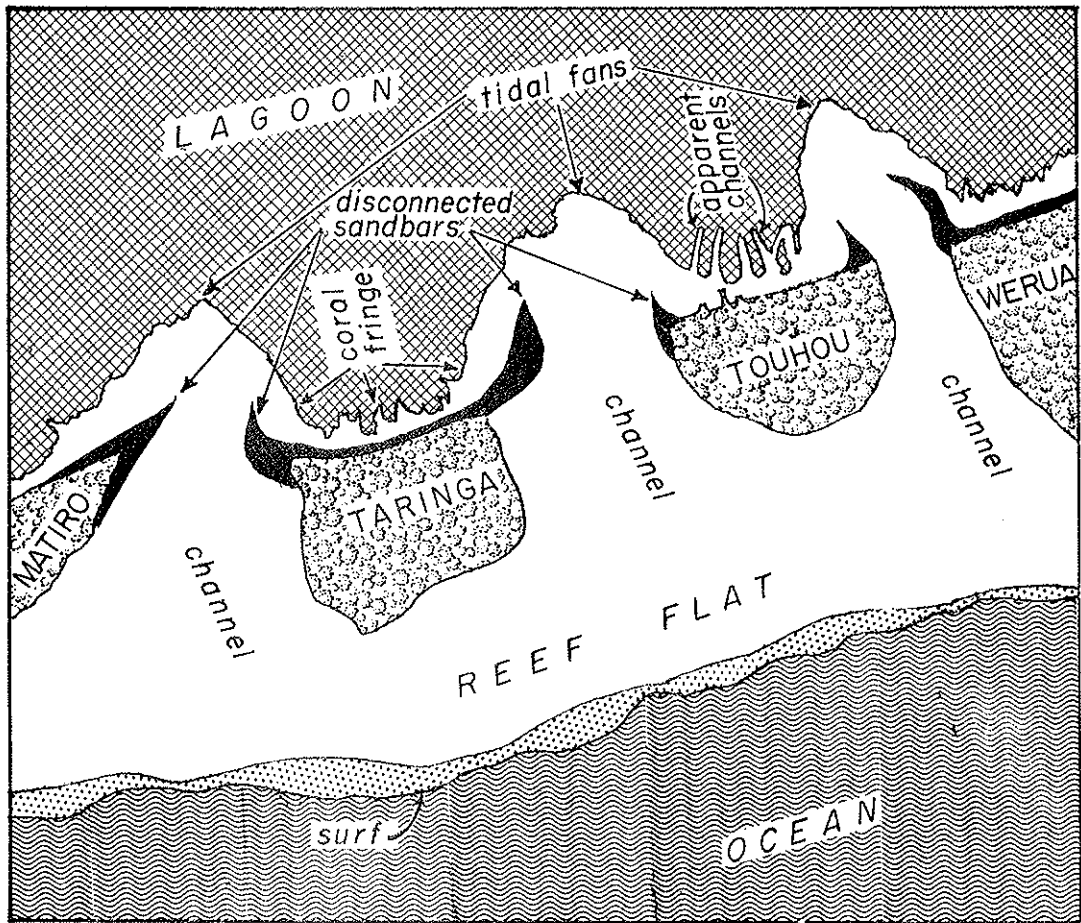 LAGOON
tidal fans
apparent
channels
disconnected
sandbars
coral
fringe
WERUA
TOUHOU
channel
channel
TARINGA
MATIRO
channel
REEF FLAT
surf
OCEAN